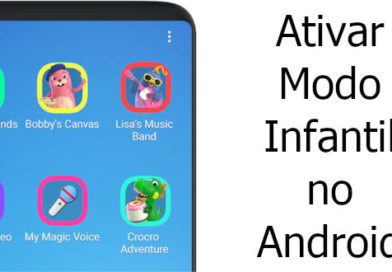 Ativar
Modo
Infantil
no
Android
Bobby's Canvas
Lisa's Music
Band
My Magic Voice
Crocro
Adventure